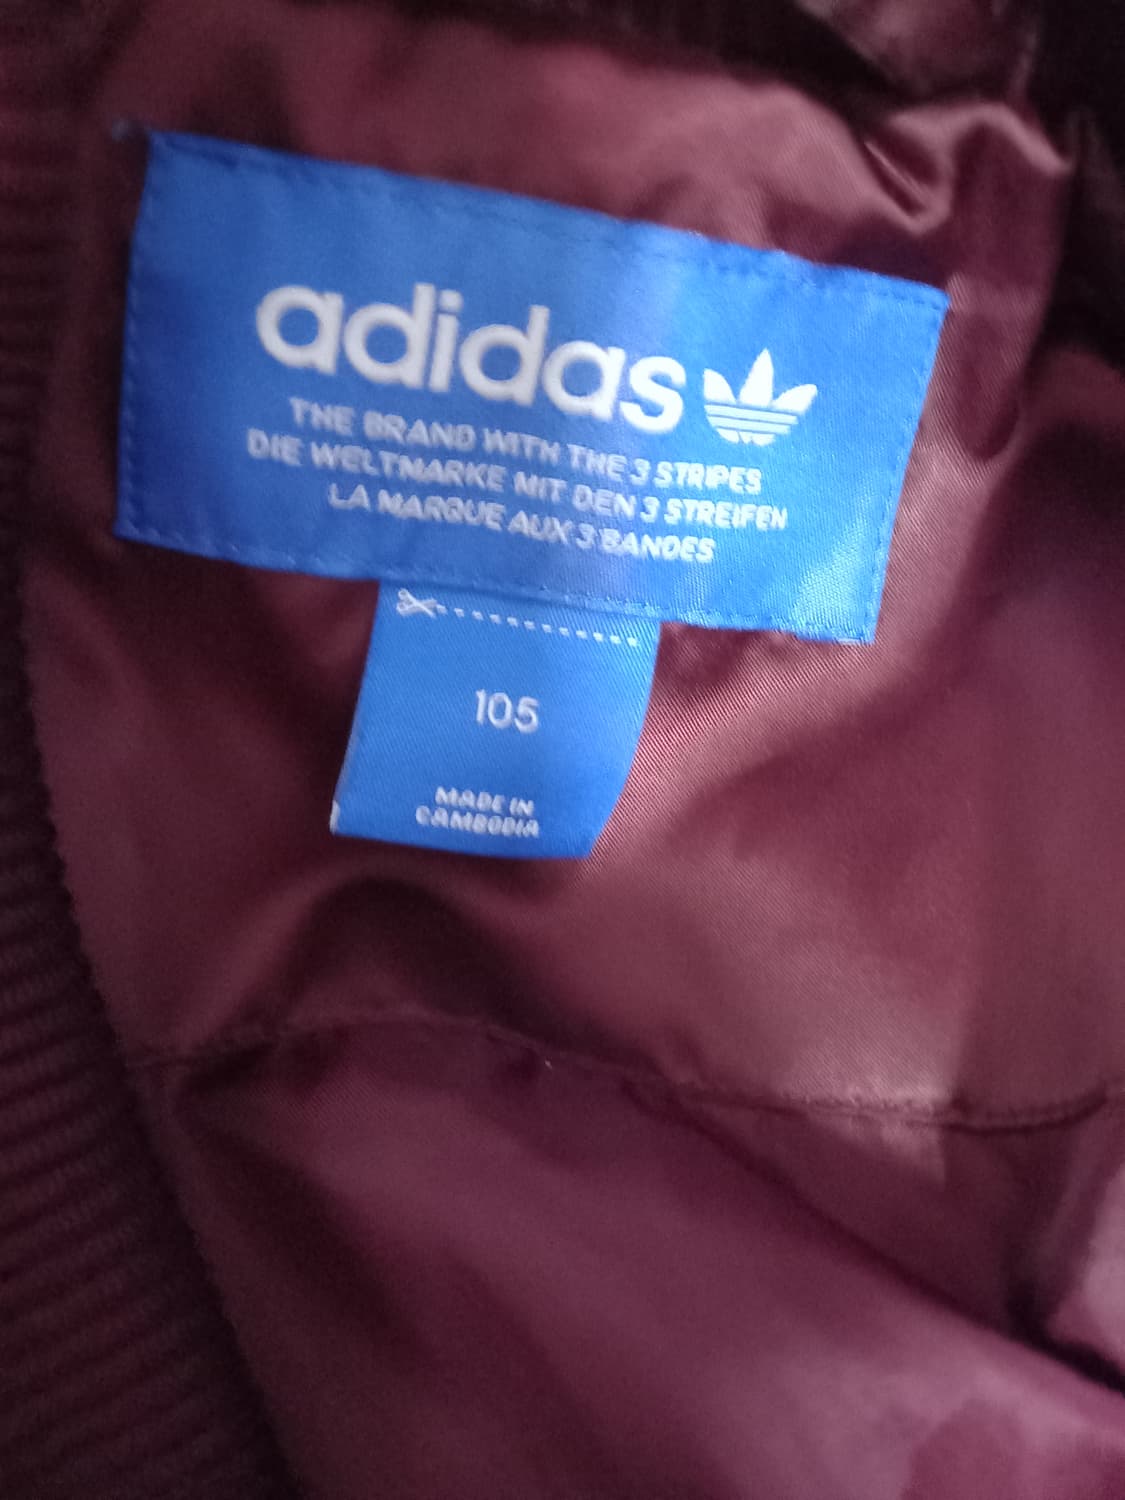 adidas
THE BRAND WITH THE 3 STRIPES
DIE WELTMARKE MIT DEN 3 STREIFEN
LA MARQUE AUX 3 BANDES
105
MADE IN
CAMBODIA